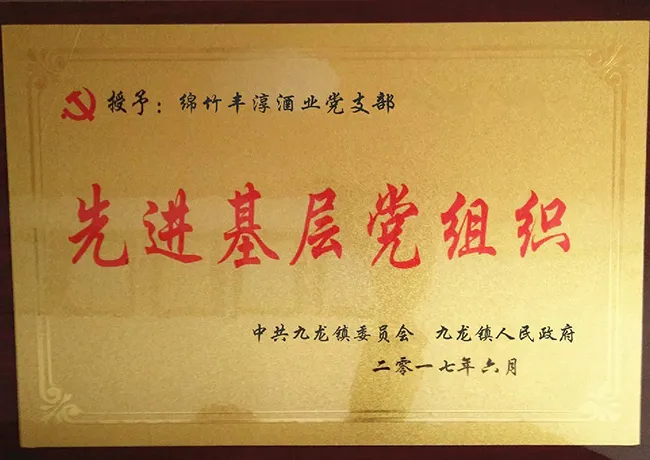 授予：绵竹丰淳酒业党支部
先进基层党组织
中共九龙镇委员会 九龙镇人民政府
二零一七年六月